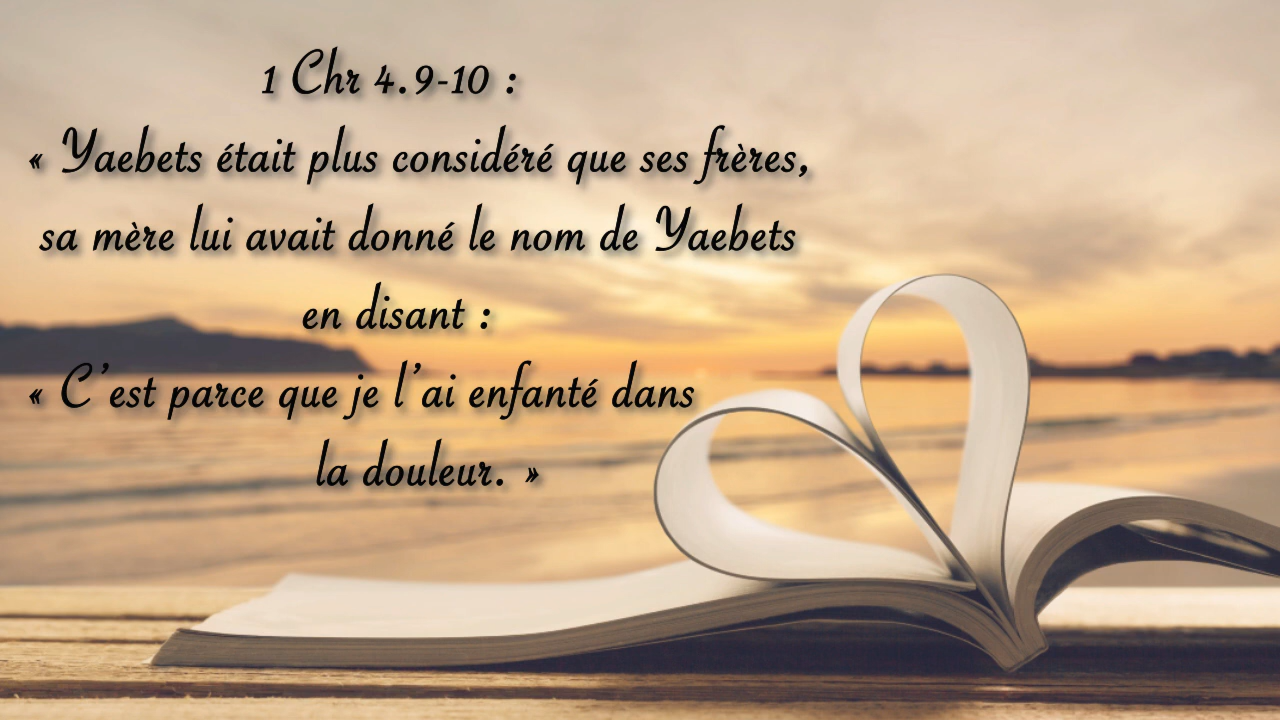 1 Chr 4.9-10 :
« Yaebets était plus considéré que ses frères,
sa mère lui avait donné le nom de Yaebets
en disant :
« C’est parce que je l’ai enfanté dans
la douleur. »